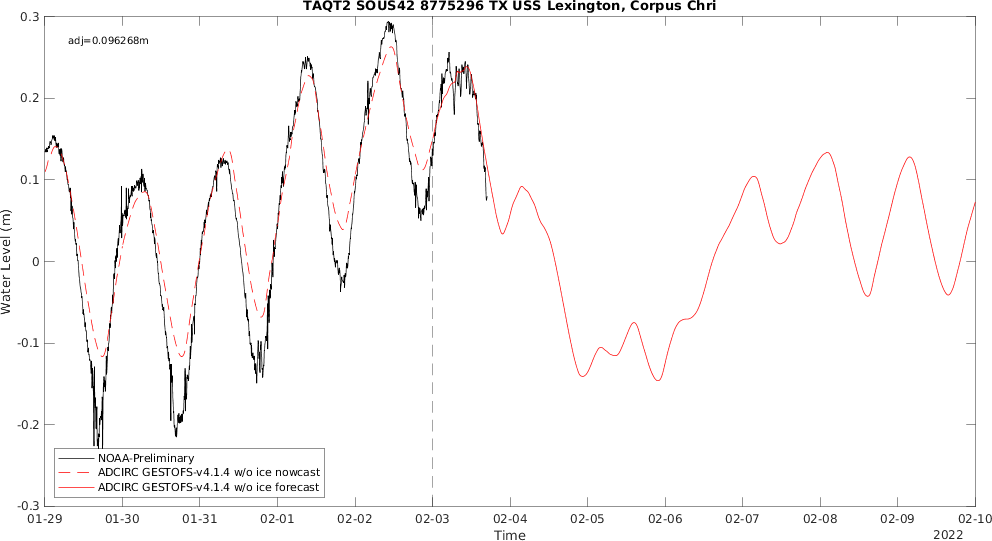 TAQT2 SOUS42 8775296 TX USS Lexington, Corpus Chri
adj=0.096268m
0.3
0.2
0.1
0
-0.1
-0.2
-0.3
Water Level (m)
NOAA-Preliminary
ADCIRC GESTOFS-v4.1.4 w/o ice nowcast
ADCIRC GESTOFS-v4.1.4 w/o ice forecast
01-29 01-30 01-31 02-01 02-02 02-03 02-04 02-05 02-06 02-07 02-08 02-09 02-10
Time
2022